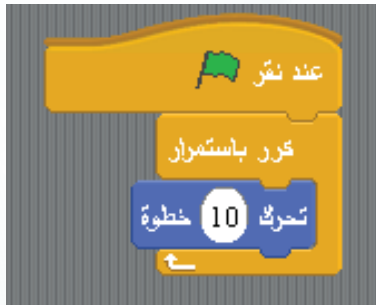 عند نقر
كرر باستمرار
تحرك 10 خطوة